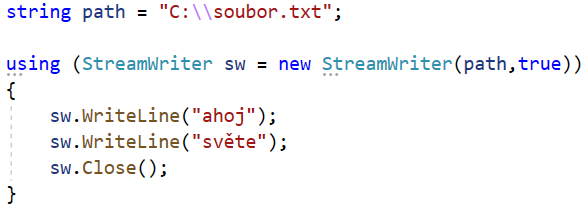 string path = "C:\\soubor.txt";
using (StreamWriter sw = new StreamWriter(path,true))
{
sw.WriteLine("ahoj");
sw.WriteLine("světe");
sw.Close();
}